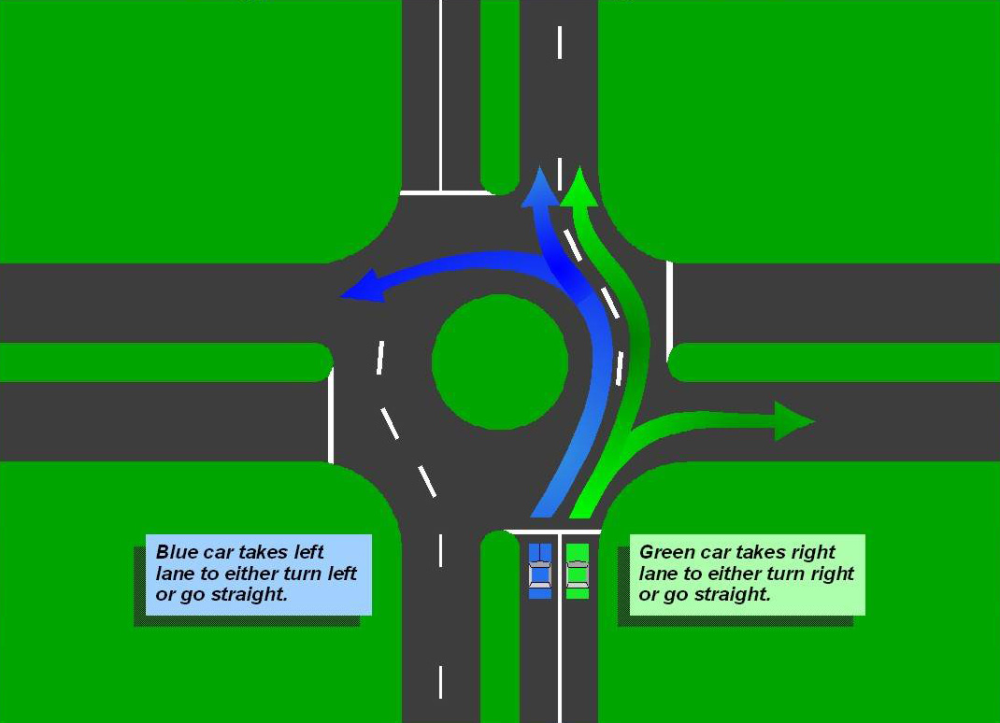 Blue car takes left
lane to either turn left
or go straight.
Green car takes right
lane to either turn right
or go straight.